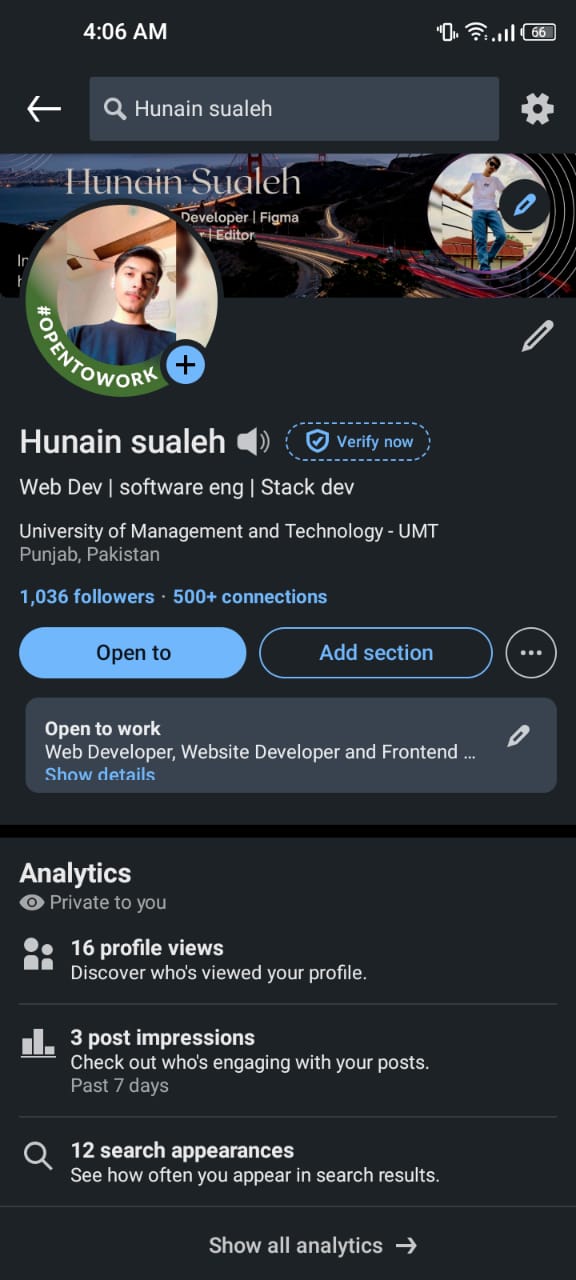 4:06 AM
66
Hunain sualeh
Hunain Sualeh
Developer | Figma
r | Editor
In
#OPENTOWORK
Hunain sualeh
Verify now
Web Dev | software eng | Stack dev
University of Management and Technology - UMT
Punjab, Pakistan
1,036 followers · 500+ connections
Open to
Add section
Open to work
Web Developer, Website Developer and Frontend ...
Show details
Analytics
Private to you
16 profile views
Discover who's viewed your profile.
3 post impressions
Check out who's engaging with your posts.
Past 7 days
12 search appearances
See how often you appear in search results.
Show all analytics